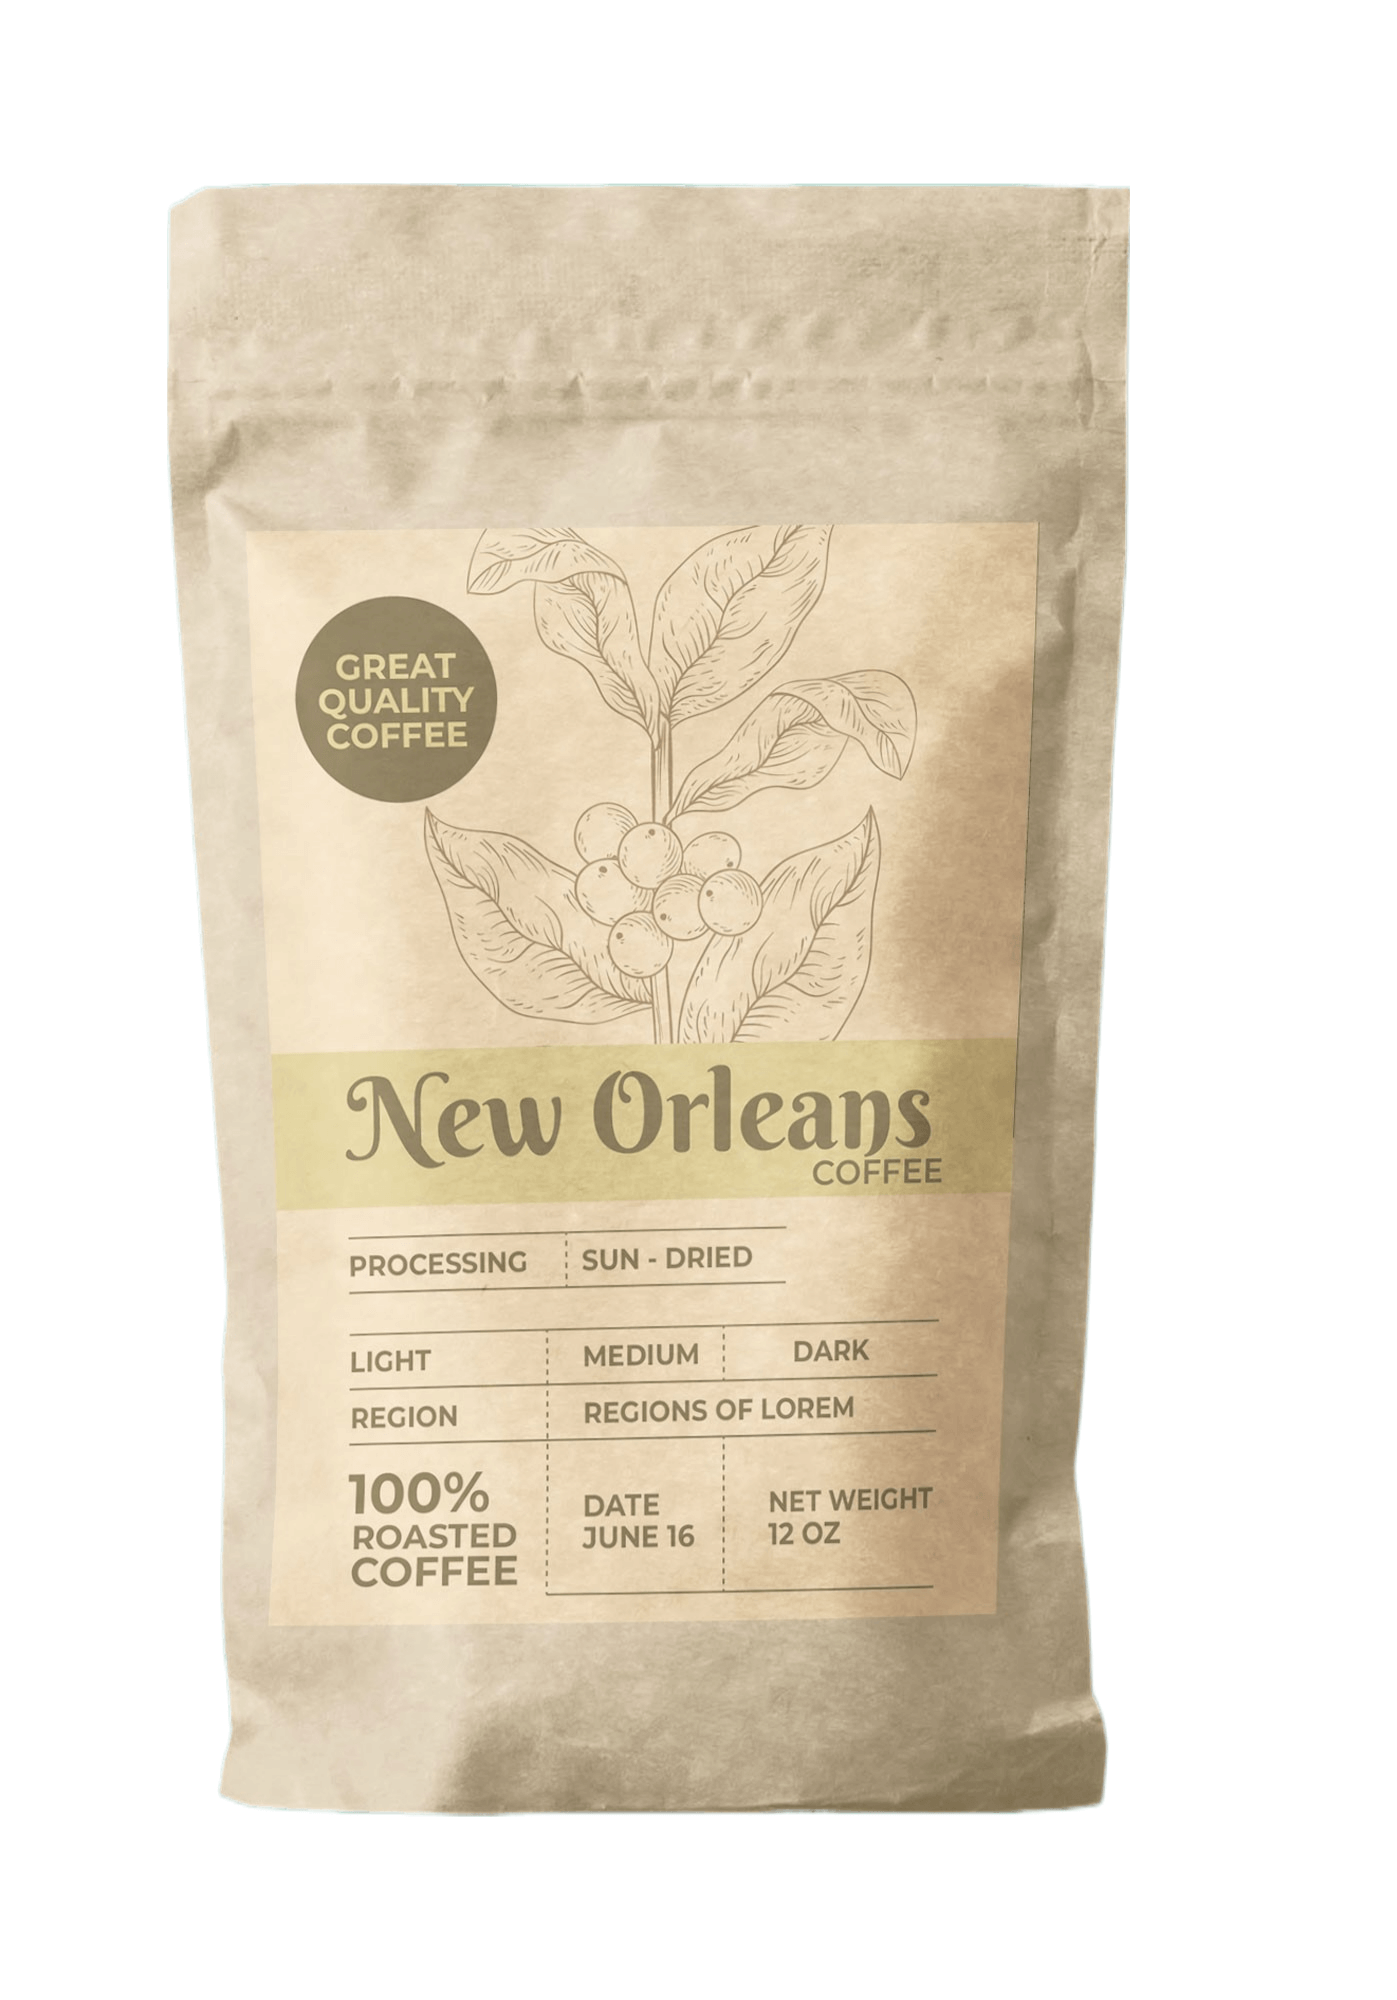 GREAT
QUALITY
COFFEE
New Orleans
COFFEE
PROCESSING SUN - DRIED
LIGHT MEDIUM DARK
REGION REGIONS OF LOREM
100%
ROASTED
COFFEE
DATE
JUNE 16
NET WEIGHT
12 OZ